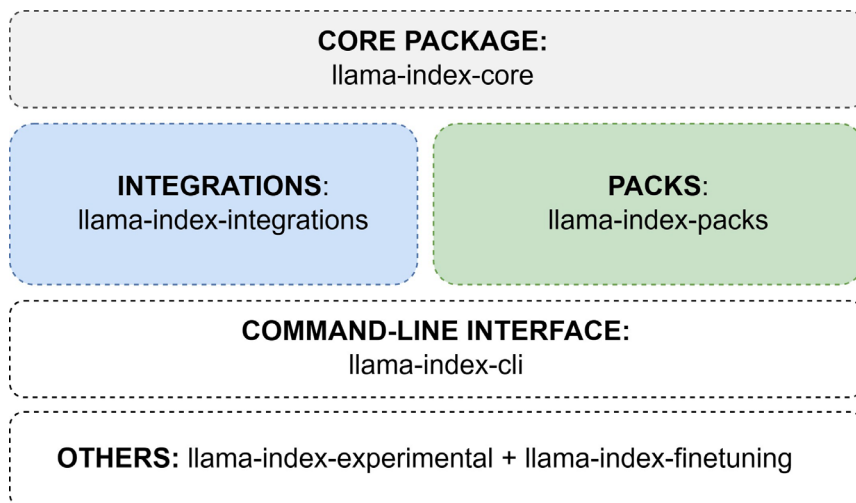 CORE PACKAGE:
llama-index-core
INTEGRATIONS:
llama-index-integrations
PACKS:
llama-index-packs
COMMAND-LINE INTERFACE:
llama-index-cli
OTHERS: llama-index-experimental + llama-index-finetuning